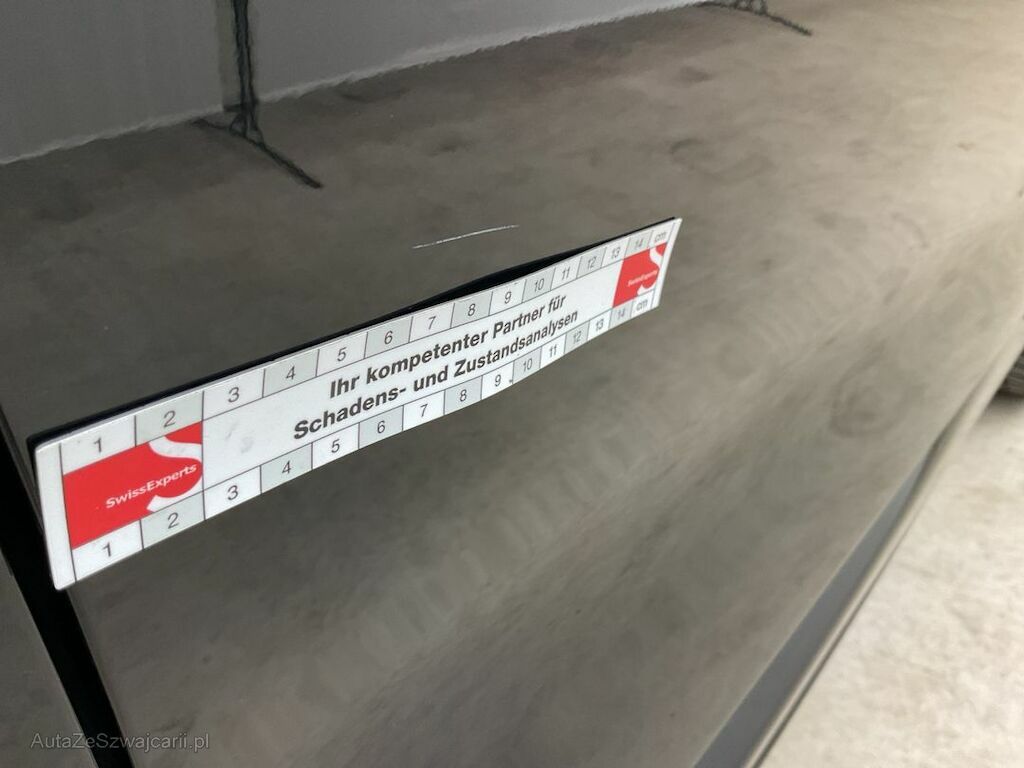 1 2 3 4 5 6 7 8 9 10 11 12 13 14 cm
Ihr kompetenter Partner für
Schadens- und Zustandsanalysen
SwissExperts
SwissExperts
1 2 3 4 5 6 7 8 9 10 11 12 13 14 cm
AutaZeSzwajcarii.pl